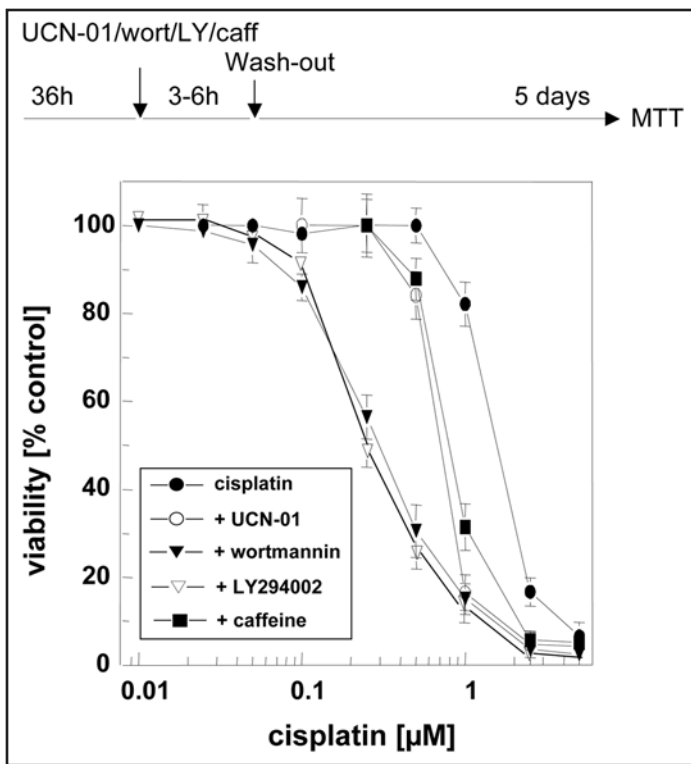 UCN-01/wort/LY/caff
Wash-out
36h 3-6h 5 days
MTT
viability [% control]
100
80
60
40
20
0
cisplatin
+ UCN-01
+ wortmannin
+ LY294002
+ caffeine
0.01 0.1 1
cisplatin [µM]